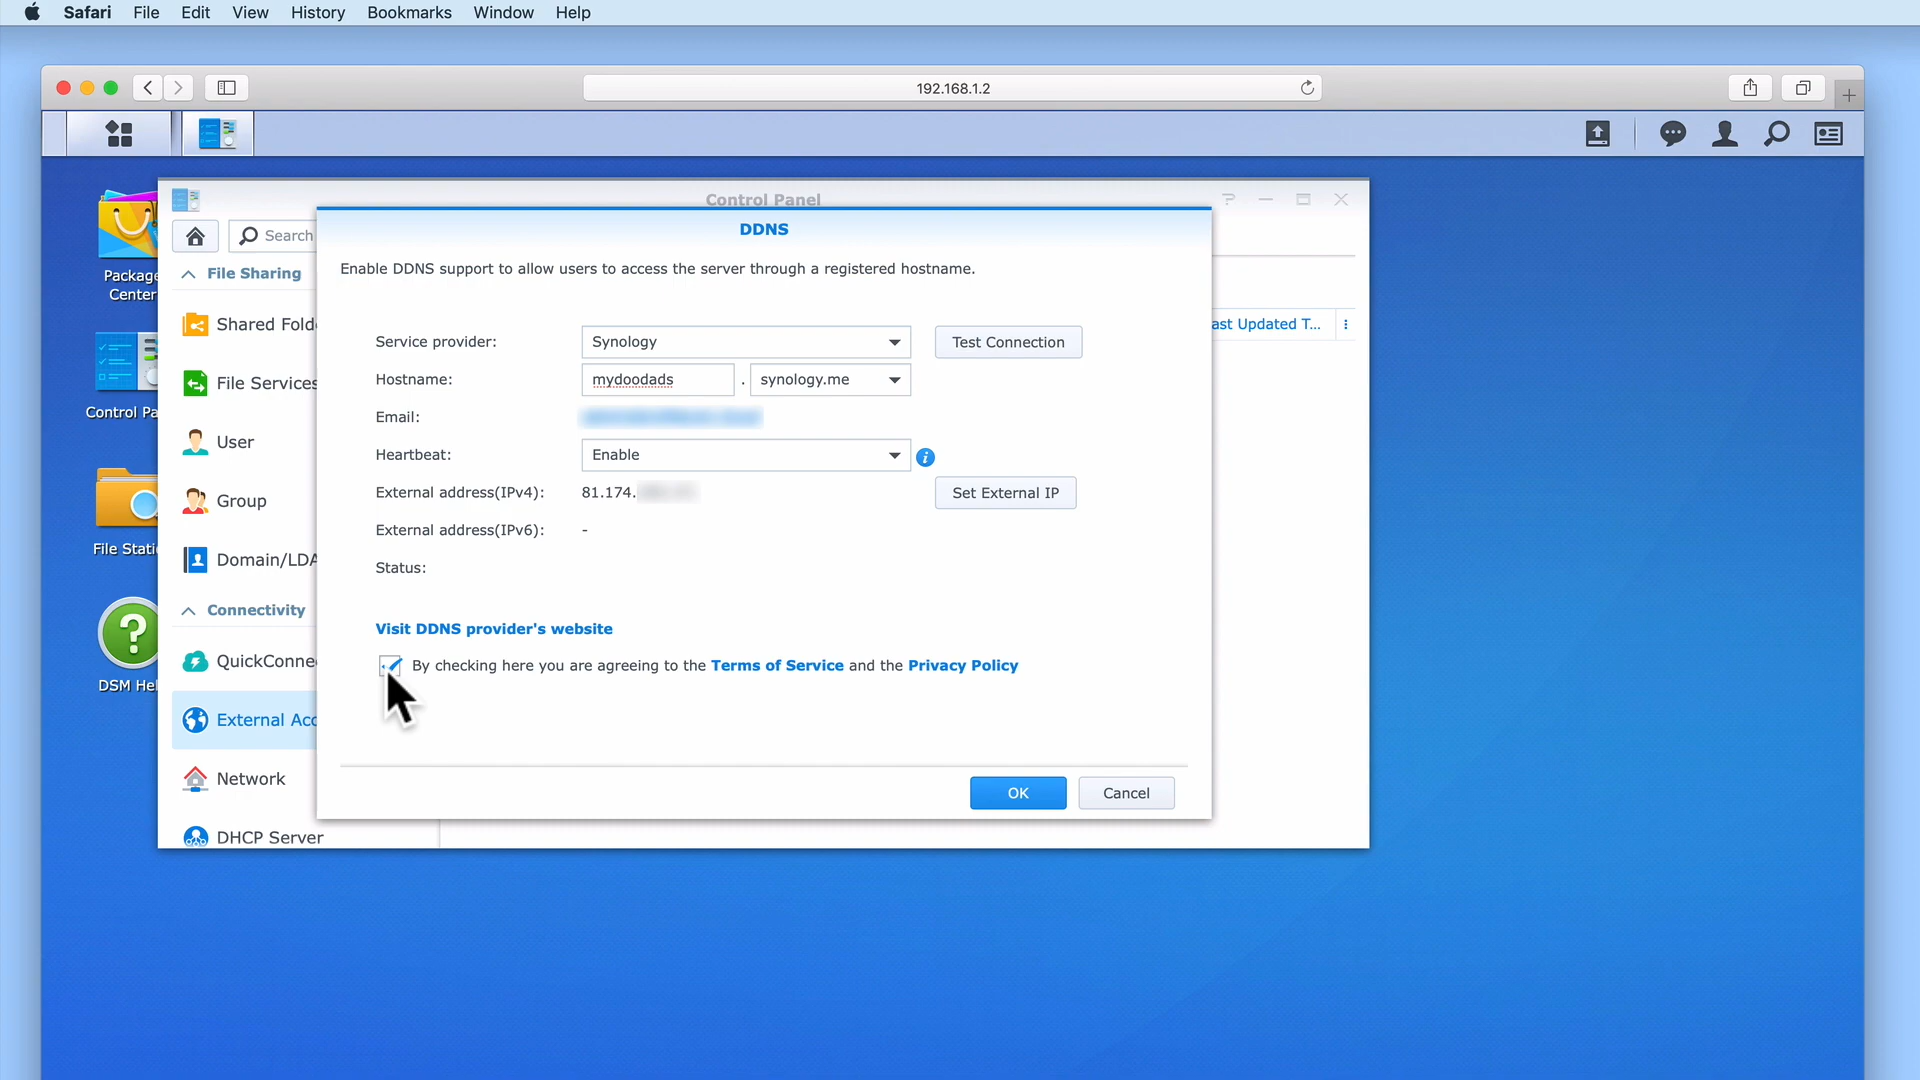 Safari File Edit View History Bookmarks Window Help
192.168.1.2
Control Panel
Search
DDNS
Package
Center
Control Pa
File Stati
DSM Hel
File Sharing
Shared Fold
File Services
User
Group
Domain/LDA
Connectivity
QuickConne
External Acc
Network
DHCP Server
ast Updated T...
Enable DDNS support to allow users to access the server through a registered hostname.
Service provider: Synology Test Connection
Hostname: mydoodads . synology.me
Email:
Heartbeat: Enable
External address(IPv4): 81.174. Set External IP
External address(IPv6): -
Status:
Visit DDNS provider's website
By checking here you are agreeing to the Terms of Service and the Privacy Policy
OK Cancel